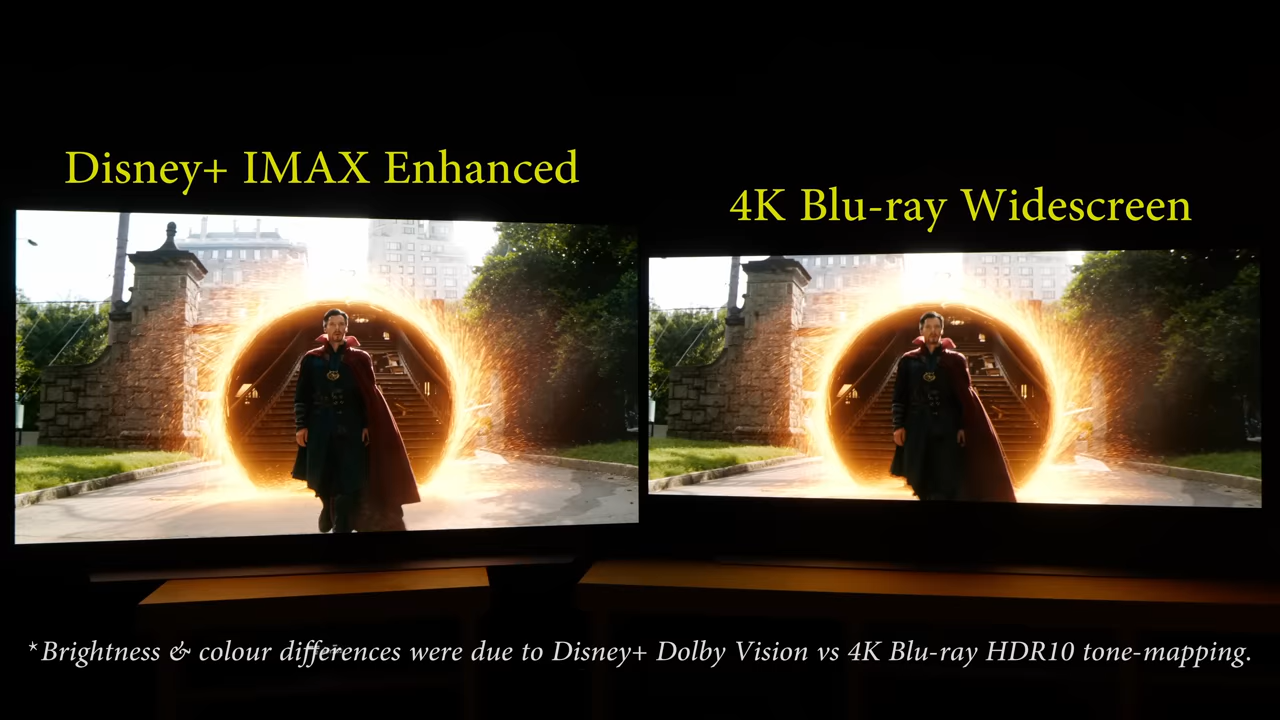 Disney+ IMAX Enhanced
4K Blu-ray Widescreen
*Brightness & colour differences were due to Disney+ Dolby Vision vs 4K Blu-ray HDR10 tone-mapping.